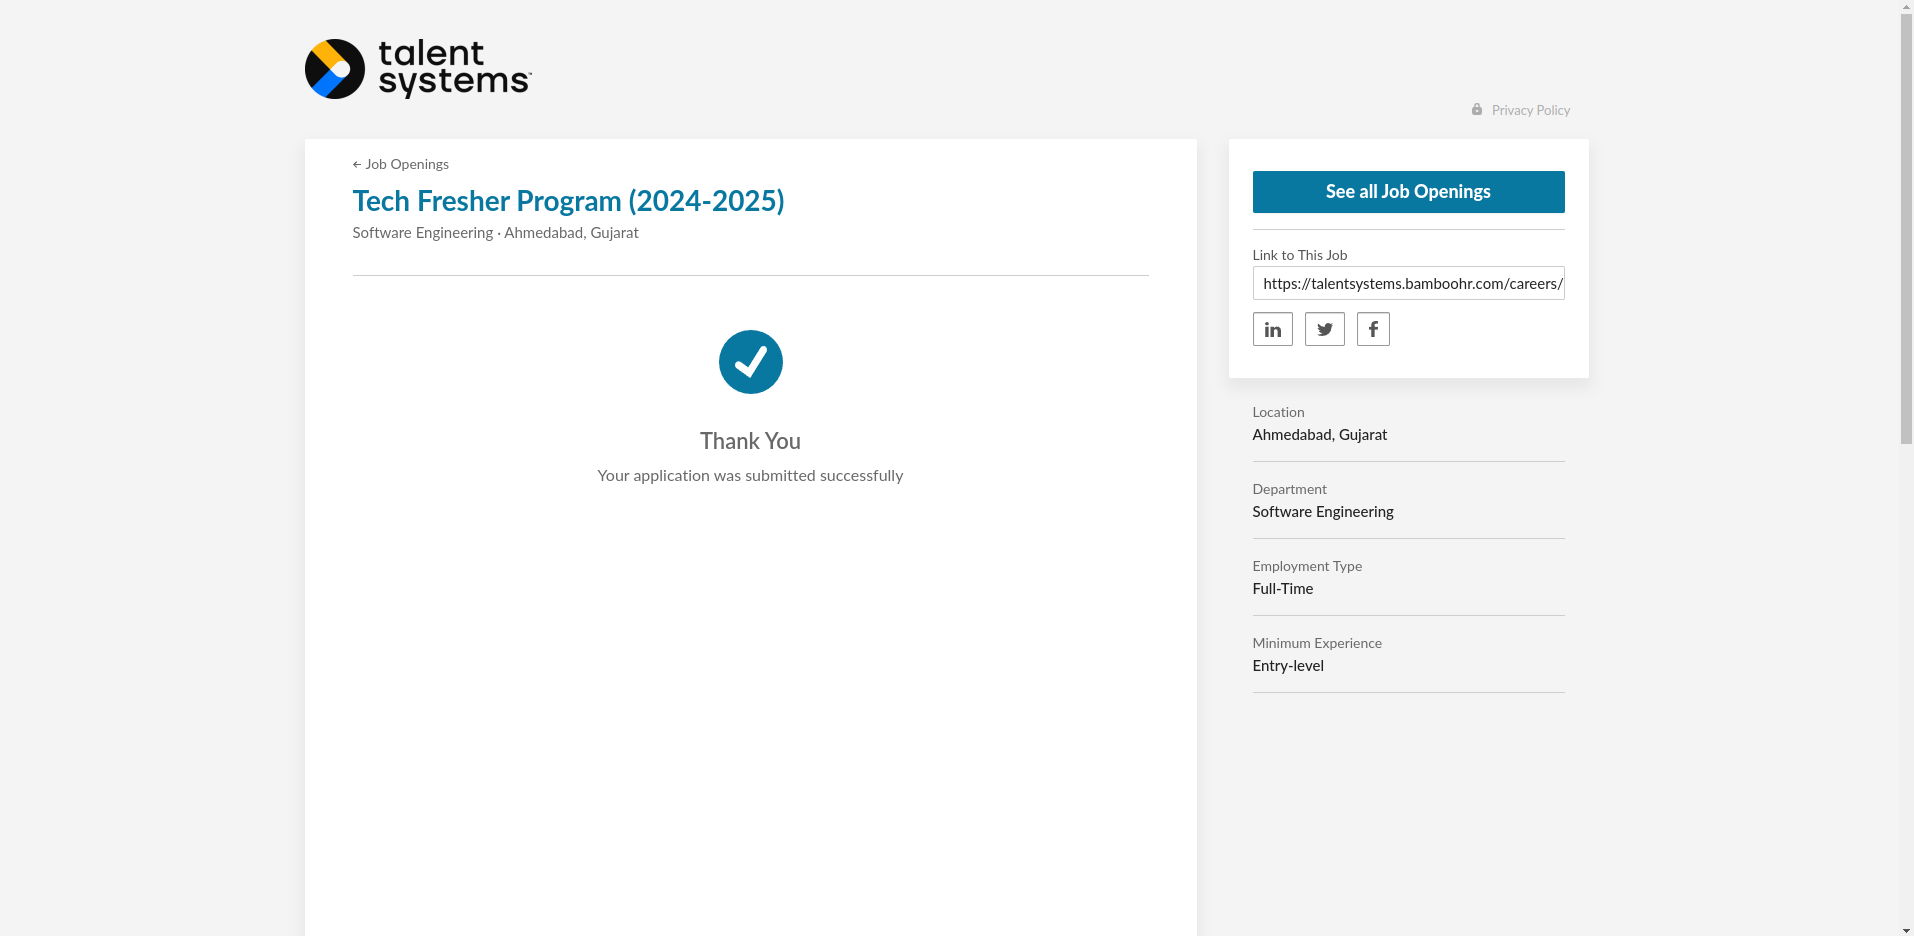 talent
systems™
Privacy Policy
← Job Openings
Tech Fresher Program (2024-2025)
Software Engineering · Ahmedabad, Gujarat
Thank You
Your application was submitted successfully
See all Job Openings
Link to This Job
https://talentsystems.bamboohr.com/careers/
in
f
Location
Ahmedabad, Gujarat
Department
Software Engineering
Employment Type
Full-Time
Minimum Experience
Entry-level